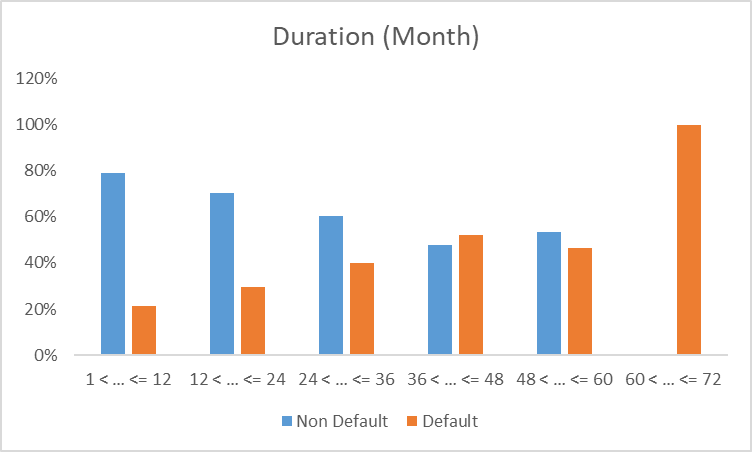 Duration (Month)
120%
100%
80%
60%
40%
20%
0%
1 < ... <= 12
12 < ... <= 24
24 < ... <= 36
36 < ... <= 48
48 < ... <= 60
60 < ... <= 72
Non Default
Default